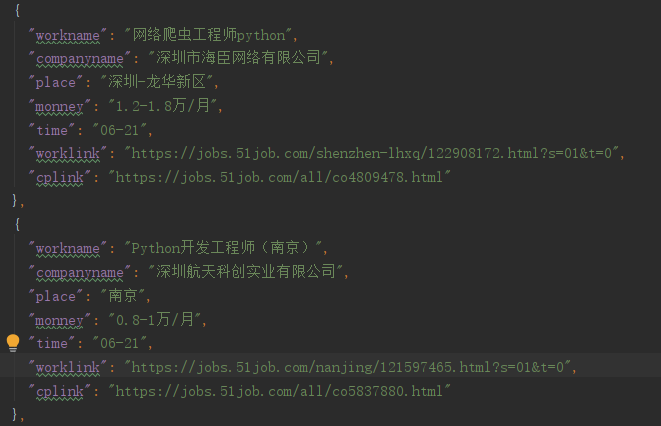 {
"workname": "网络爬虫工程师python",
"companyname": "深圳市海臣网络有限公司",
"place": "深圳-龙华新区",
"monney": "1.2-1.8万/月",
"time": "06-21",
"worklink": "https://jobs.51job.com/shenzhen-lhxq/122908172.html?s=01&t=0",
"cplink": "https://jobs.51job.com/all/co4809478.html"
},
{
"workname": "Python开发工程师（南京）",
"companyname": "深圳航天科创实业有限公司",
"place": "南京",
"monney": "0.8-1万/月",
"time": "06-21",
"worklink": "https://jobs.51job.com/nanjing/121597465.html?s=01&t=0",
"cplink": "https://jobs.51job.com/all/co5837880.html"
},